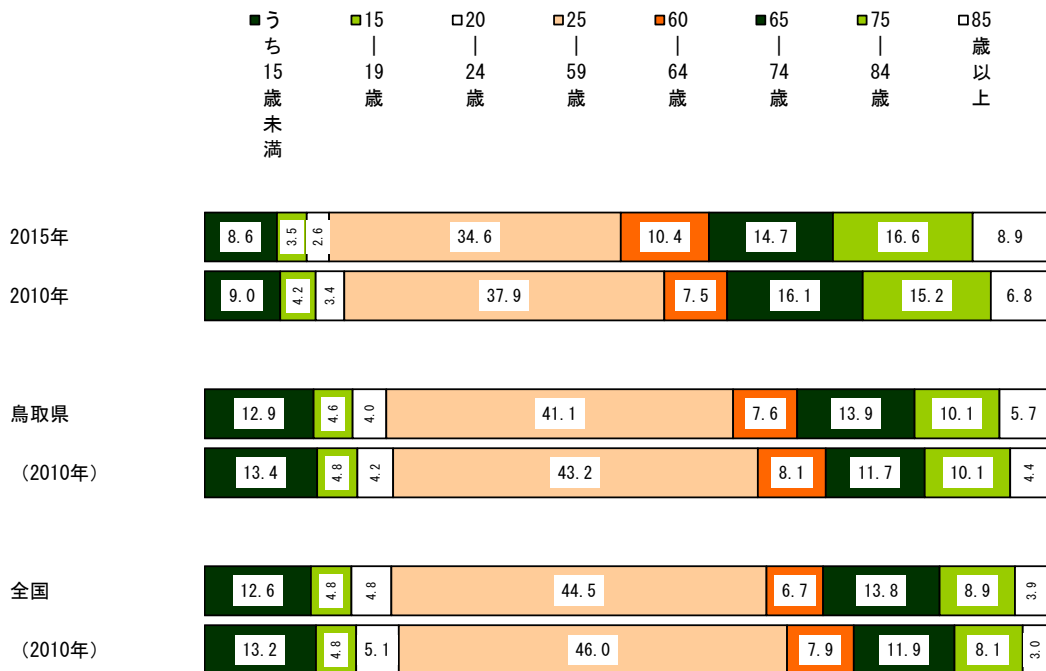 ■うち15歳未満
■15―19歳
□20―24歳
■25―59歳
■60―64歳
■65―74歳
■75―84歳
□85歳以上
2015年 8.6 3.5 2.6 34.6 10.4 14.7 16.6 8.9
2010年 9.0 4.2 3.4 37.9 7.5 16.1 15.2 6.8
鳥取県 12.9 4.6 4.0 41.1 7.6 13.9 10.1 5.7
（2010年） 13.4 4.8 4.2 43.2 8.1 11.7 10.1 4.4
全国 12.6 4.8 4.8 44.5 6.7 13.8 8.9 3.9
（2010年） 13.2 4.8 5.1 46.0 7.9 11.9 8.1 3.0